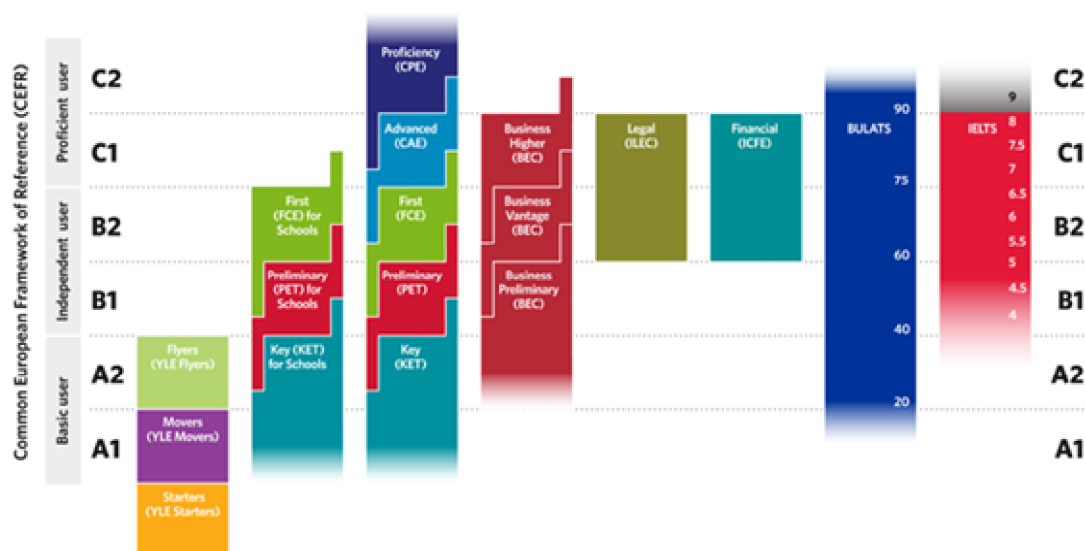 Common European Framework of Reference (CEFR)
Proficient user
Independent user
Basic user
C2
C1
B2
B1
A2
A1
Flyers
(YLE Flyers)
Movers
(YLE Movers)
Starters
(YLE Starters)
First
(FCE) for
Schools
Preliminary
(PET) for
Schools
Key (KET)
for Schools
Proficiency
(CPE)
Advanced
(CAE)
First
(FCE)
Preliminary
(PET)
Key
(KET)
Business
Higher
(BEC)
Business
Vantage
(BEC)
Business
Preliminary
(BEC)
Legal
(ILEC)
Financial
(ICFE)
BULATS
90
75
60
40
20
IELTS
9
8
7.5
7
6.5
6
5.5
5
4.5
4
C2
C1
B2
B1
A2
A1